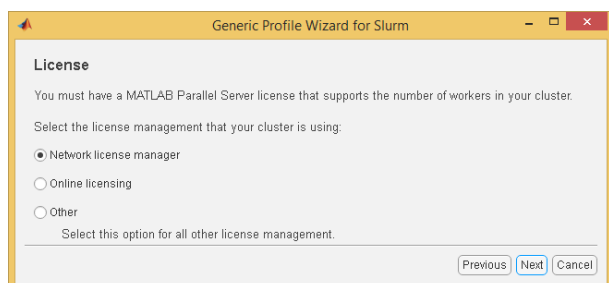 Generic Profile Wizard for Slurm
License
You must have a MATLAB Parallel Server license that supports the number of workers in your cluster.
Select the license management that your cluster is using:
Network license manager
Online licensing
Other
Select this option for all other license management.
Previous Next Cancel